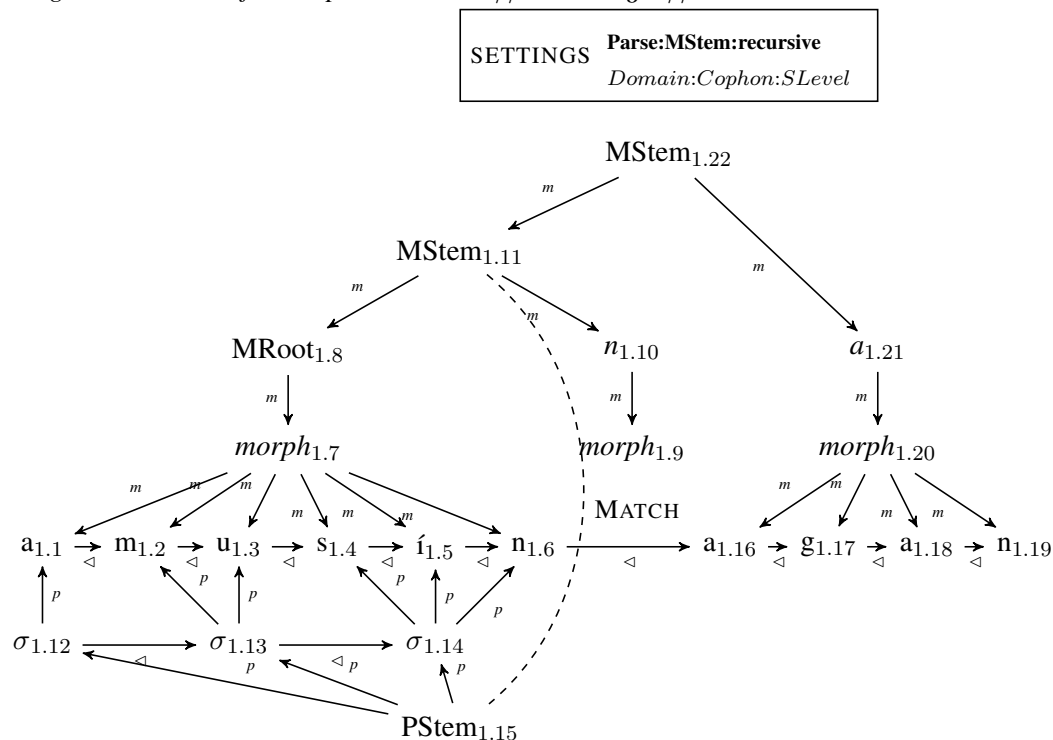 SETTINGS Parse:MStem:recursive
Domain:Cophon:SLevel
MStem1.22
m
MStem1.11
m
m
m
MRoot1.8 n1.10 a1.21
m m m
morph1.7 morph1.9 morph1.20
m m m m m m m m m m
MATCH
a1.1 m1.2 u1.3 s1.4 í1.5 n1.6 a1.16 g1.17 a1.18 n1.19
◁ ◁ ◁ ◁ ◁ ◁ ◁ ◁ ◁
p p p p p p
σ1.12 σ1.13 σ1.14
◁ p ◁ p p
PStem1.15